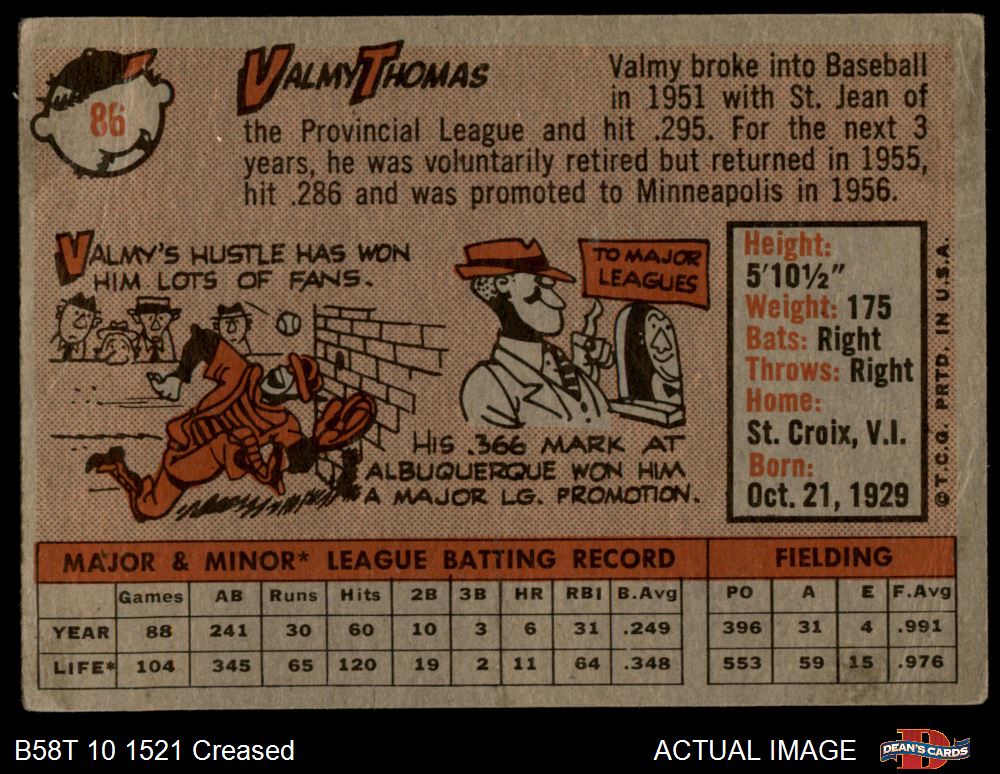 86
VALMY THOMAS
Valmy broke into Baseball
in 1951 with St. Jean of
the Provincial League and hit .295. For the next 3
years, he was voluntarily retired but returned in 1955,
hit .286 and was promoted to Minneapolis in 1956.
VALMY'S HUSTLE HAS WON
HIM LOTS OF FANS.
TO MAJOR
LEAGUES
HIS .366 MARK AT
ALBUQUERQUE WON HIM
A MAJOR LG. PROMOTION.
Height:
5'10½"
Weight: 175
Bats: Right
Throws: Right
Home:
St. Croix, V.I.
Born:
Oct. 21, 1929
© T.C.G. PRTD. IN U.S.A.
MAJOR & MINOR* LEAGUE BATTING RECORD FIELDING
Games AB Runs Hits 2B 3B HR RBI B.Avg PO A E F.Avg
YEAR 88 241 30 60 10 3 6 31 .249 396 31 4 .991
LIFE* 104 345 65 120 19 2 11 64 .348 553 59 15 .976
B58T 10 1521 Creased ACTUAL IMAGE DEAN'S CARDS